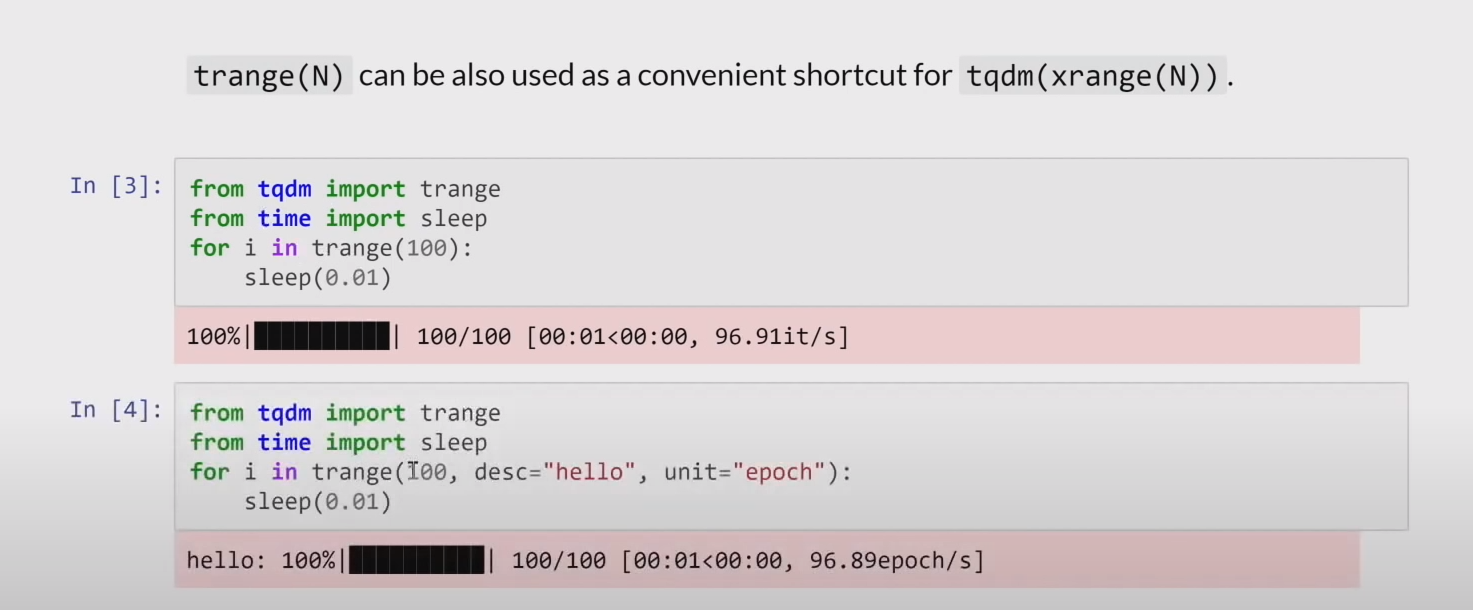 trange(N) can be also used as a convenient shortcut for tqdm(xrange(N)).
In [3]:
from tqdm import trange
from time import sleep
for i in trange(100):
    sleep(0.01)
100%|██████████| 100/100 [00:01<00:00, 96.91it/s]
In [4]:
from tqdm import trange
from time import sleep
for i in trange(100, desc="hello", unit="epoch"):
    sleep(0.01)
hello: 100%|██████████| 100/100 [00:01<00:00, 96.89epoch/s]